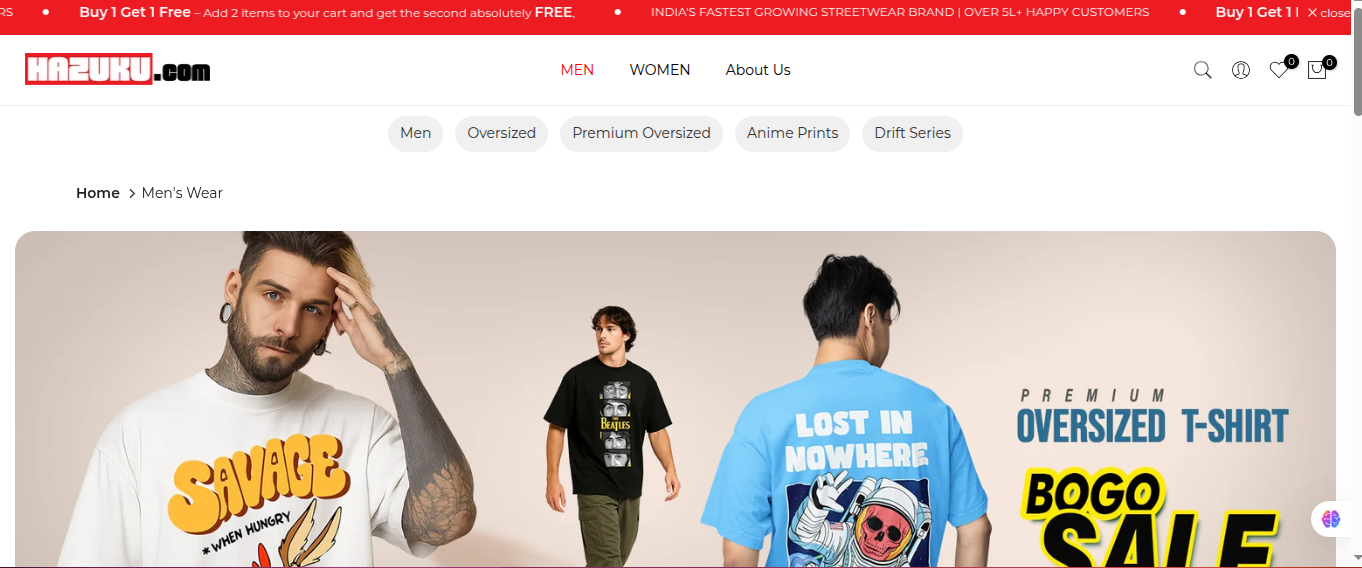 RS • Buy 1 Get 1 Free – Add 2 items to your cart and get the second absolutely FREE, • INDIA'S FASTEST GROWING STREETWEAR BRAND | OVER 5L+ HAPPY CUSTOMERS • Buy 1 Get 1 × close
HAZUKU.com
MEN WOMEN About Us
0 0
Men Oversized Premium Oversized Anime Prints Drift Series
Home > Men's Wear
SAVAGE
*WHEN HUNGRY
THE
BEATLES
LOST IN
NOWHERE
PREMIUM
OVERSIZED T-SHIRT
BOGO
SALE